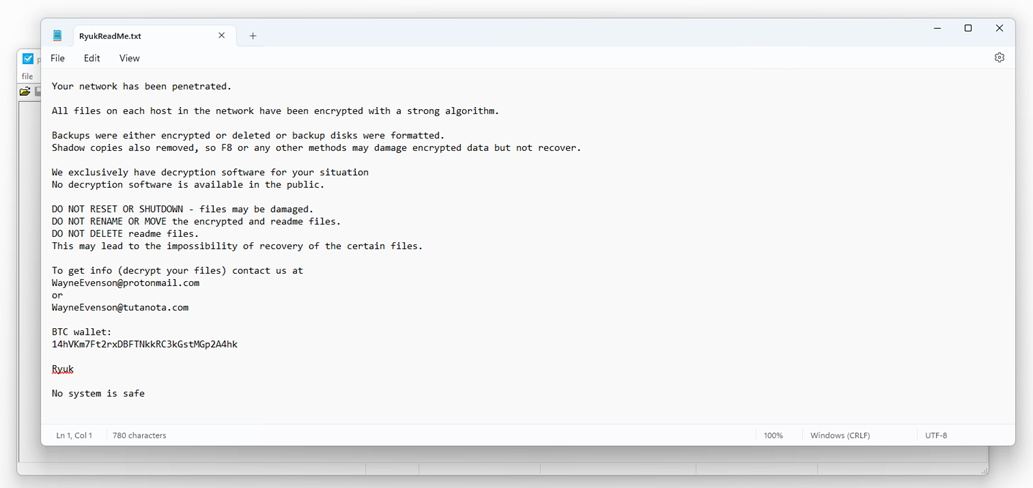 RyukReadMe.txt
File Edit View
file
Your network has been penetrated.
All files on each host in the network have been encrypted with a strong algorithm.
Backups were either encrypted or deleted or backup disks were formatted.
Shadow copies also removed, so F8 or any other methods may damage encrypted data but not recover.
We exclusively have decryption software for your situation
No decryption software is available in the public.
DO NOT RESET OR SHUTDOWN - files may be damaged.
DO NOT RENAME OR MOVE the encrypted and readme files.
DO NOT DELETE readme files.
This may lead to the impossibility of recovery of the certain files.
To get info (decrypt your files) contact us at
WayneEvenson@protonmail.com
or
WayneEvenson@tutanota.com
BTC wallet:
14hVKm7Ft2rxDBFTNkkRC3kGstMGp2A4hk
Ryuk
No system is safe
Ln 1, Col 1 780 characters 100% Windows (CRLF) UTF-8